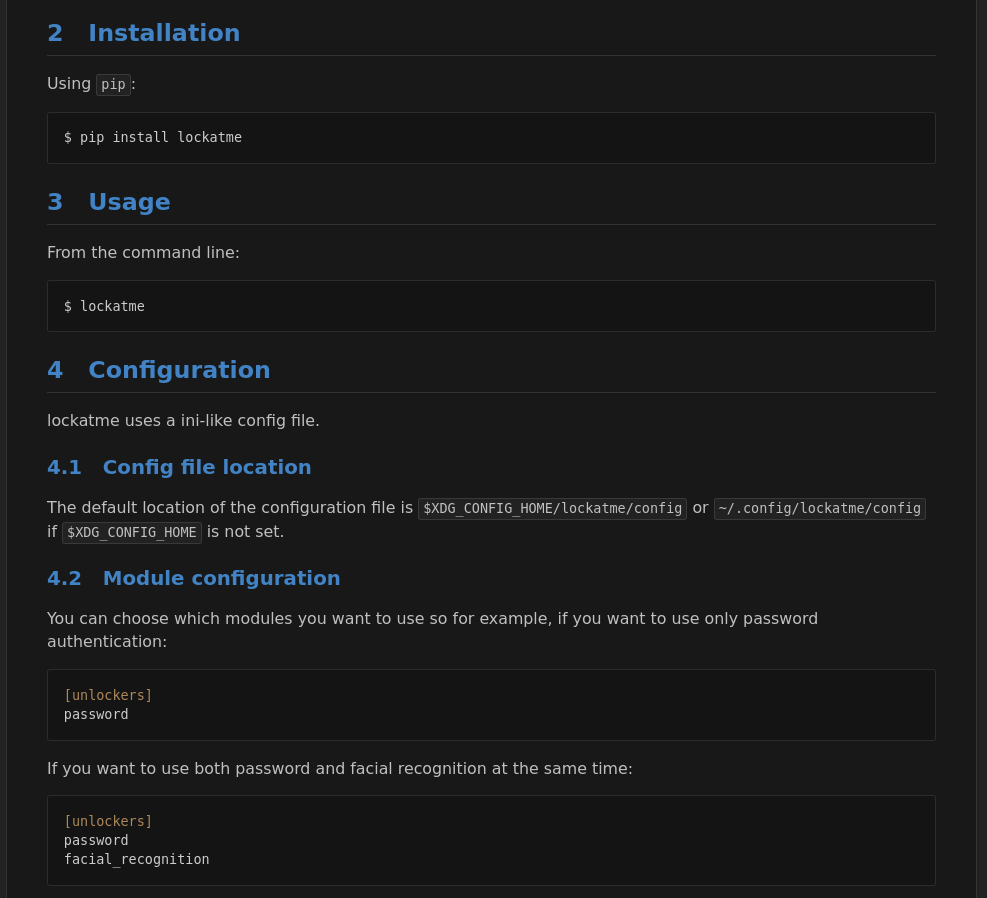 2 Installation
Using pip:
$ pip install lockatme
3 Usage
From the command line:
$ lockatme
4 Configuration
lockatme uses a ini-like config file.
4.1 Config file location
The default location of the configuration file is $XDG_CONFIG_HOME/lockatme/config or ~/.config/lockatme/config
if $XDG_CONFIG_HOME is not set.
4.2 Module configuration
You can choose which modules you want to use so for example, if you want to use only password
authentication:
[unlockers]
password
If you want to use both password and facial recognition at the same time:
[unlockers]
password
facial_recognition